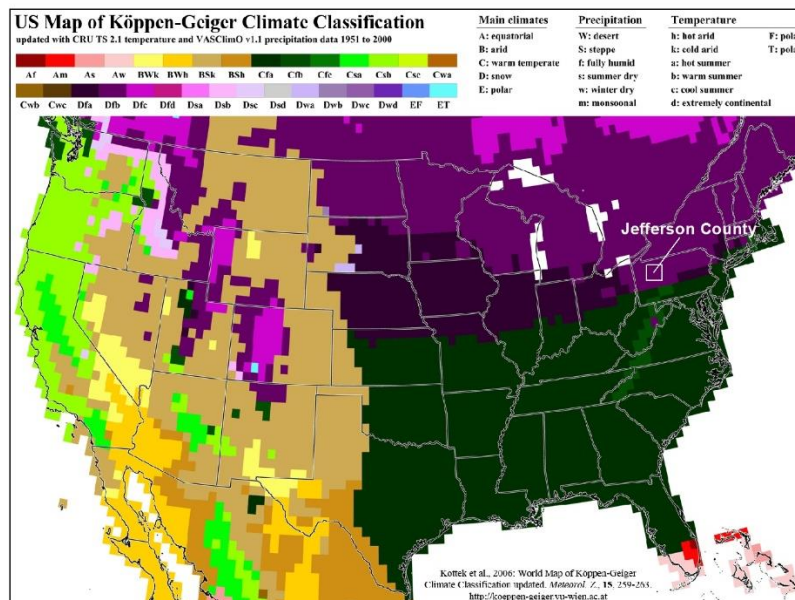 US Map of Köppen-Geiger Climate Classification
updated with CRU TS 2.1 temperature and VASClimO v1.1 precipitation data 1951 to 2000
Af Am As Aw BWk BWh BSk BSh Cfa Cfb Cfc Csa Csb Csc Cwa
Cwb Cwc Dfa Dfb Dfc Dfd Dsa Dsb Dsc Dsd Dwa Dwb Dwc Dwd EF ET
Main climates
A: equatorial
B: arid
C: warm temperate
D: snow
E: polar
Precipitation
W: desert
S: steppe
f: fully humid
s: summer dry
w: winter dry
m: monsoonal
Temperature
h: hot arid F: pola
k: cold arid T: pola
a: hot summer
b: warm summer
c: cool summer
d: extremely continental
Jefferson County
Kottek et al., 2006: World Map of Köppen-Geiger
Climate Classification updated. Meteorol. Z., 15, 259-263.
http://koeppen-geiger.vu-wien.ac.at